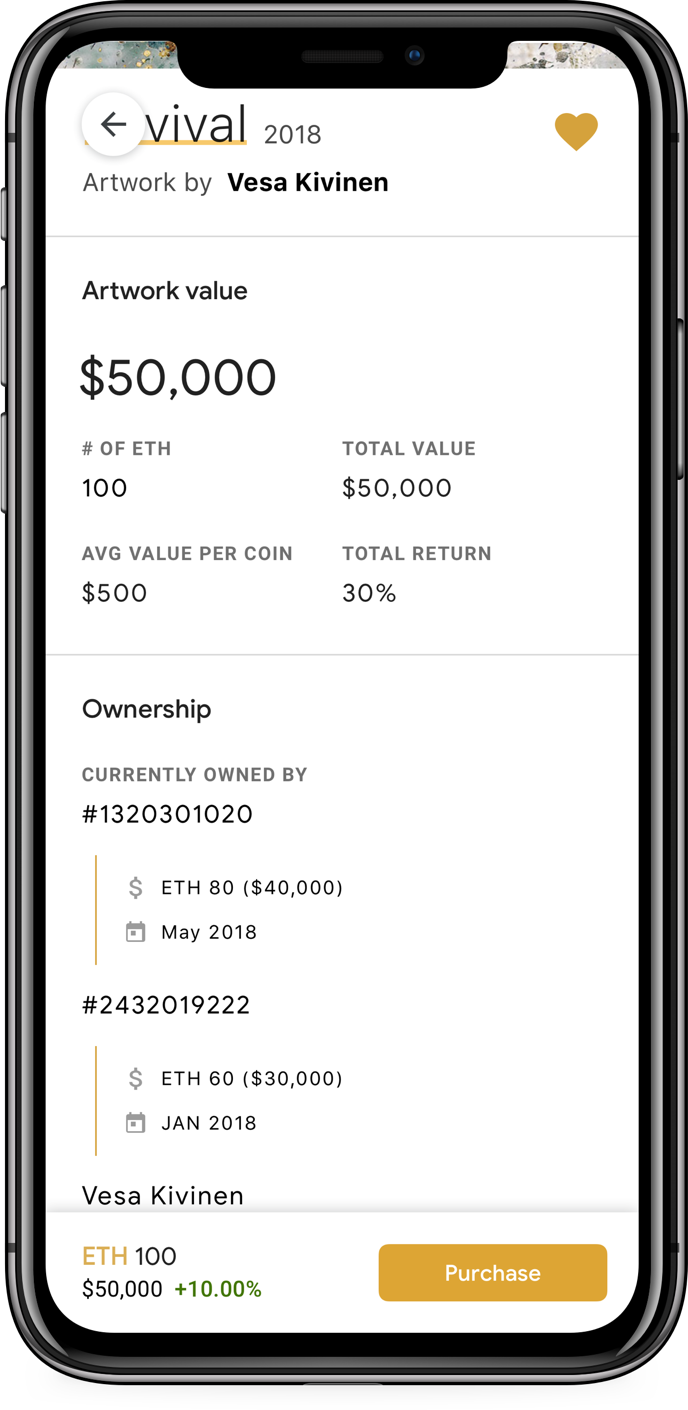 vival 2018
Artwork by Vesa Kivinen
Artwork value
$50,000
# OF ETH TOTAL VALUE
100 $50,000
AVG VALUE PER COIN TOTAL RETURN
$500 30%
Ownership
CURRENTLY OWNED BY
#1320301020
$ ETH 80 ($40,000)
May 2018
#2432019222
$ ETH 60 ($30,000)
JAN 2018
Vesa Kivinen
ETH 100
$50,000 +10.00%
Purchase